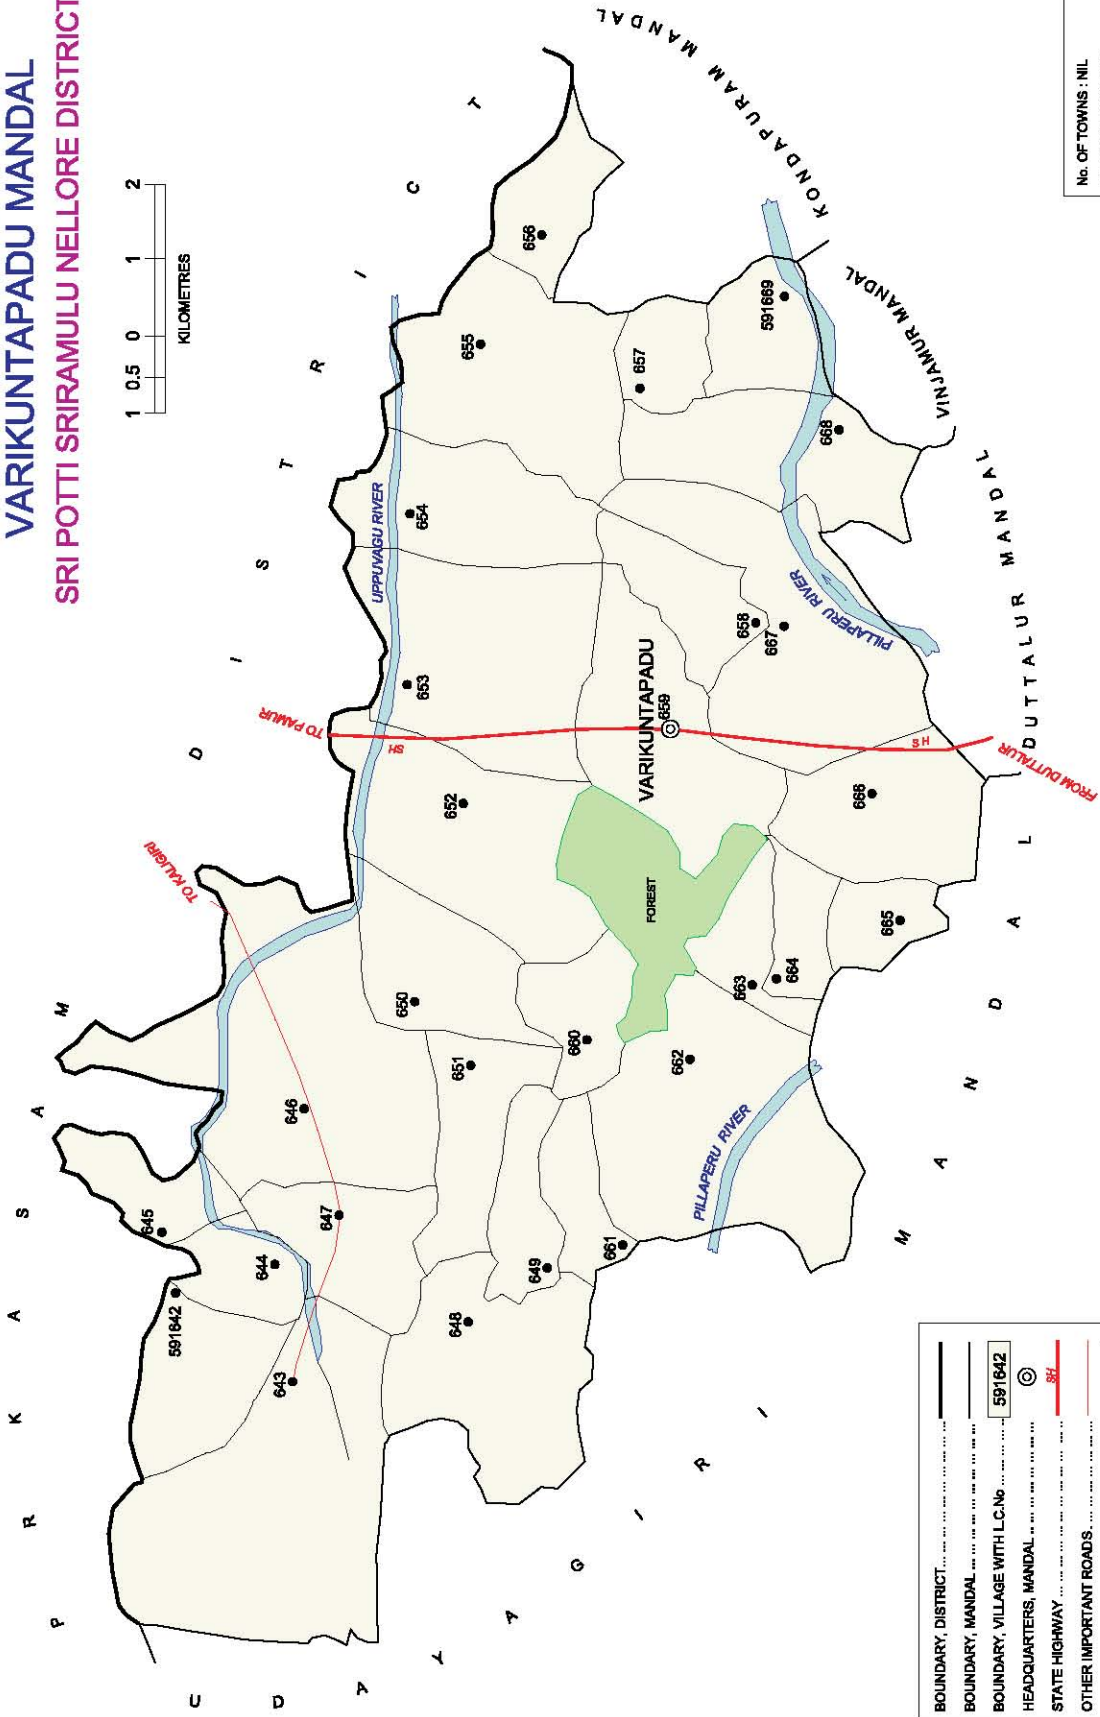 VARIKUNTAPADU MANDAL
SRI POTTI SRIRAMULU NELLORE DISTRICT
1 0.5 0 1 2
KILOMETRES
PRAKASAM DISTRICT
KONDAPURAM MANDAL
VINJAMUR MANDAL
DUTTALUR MANDAL
UDAYAGIRI MANDAL
TO KALIGIRI
TO PAMUR
SH
UPPUVAGU RIVER
591642
643
644
645
646
647
648
649
650
651
652
653
654
655
656
657
658
VARIKUNTAPADU
659
660
661
662
663
664
665
666
667
668
591669
FOREST
PILLAPERU RIVER
PILLAPERU RIVER
SH
FROM DUTTALUR
BOUNDARY, DISTRICT
BOUNDARY, MANDAL
BOUNDARY, VILLAGE WITH L.C.No 591642
HEADQUARTERS, MANDAL
STATE HIGHWAY SH
OTHER IMPORTANT ROADS
No. OF TOWNS : NIL